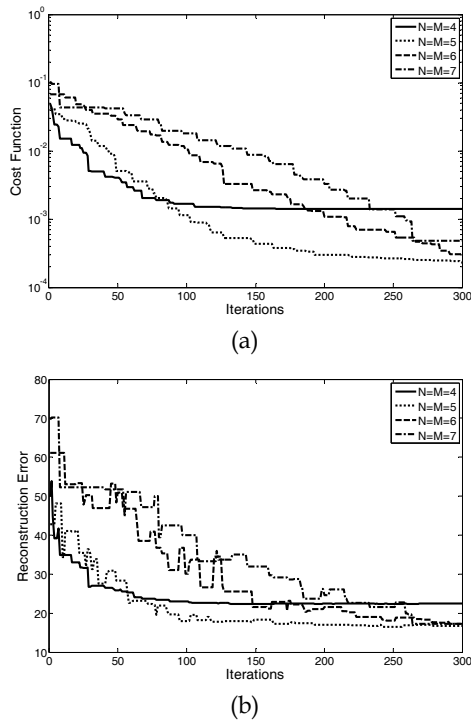 10^0
10^-1
10^-2
10^-3
10^-4
Cost Function
0 50 100 150 200 250 300
Iterations
N=M=4
N=M=5
N=M=6
N=M=7
(a)
80
70
60
50
40
30
20
10
Reconstruction Error
0 50 100 150 200 250 300
Iterations
N=M=4
N=M=5
N=M=6
N=M=7
(b)